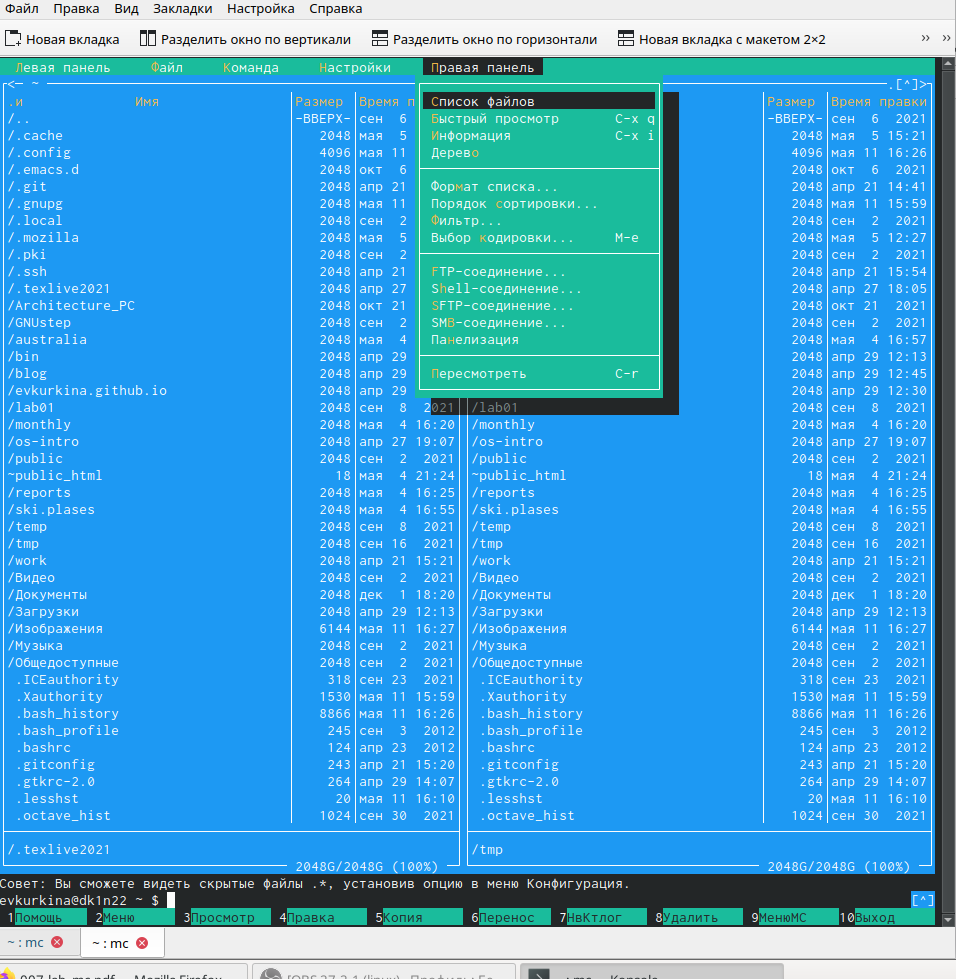 Файл Правка Вид Закладки Настройка Справка
Новая вкладка Разделить окно по вертикали Разделить окно по горизонтали Новая вкладка с макетом 2×2 ›› ››
Левая панель Файл Команда Настройки Правая панель
<─ ~ .[^]>
.и Имя Размер Время п Список файлов Размер Время правки
/.. -ВВЕРХ- сен 6 Быстрый просмотр C-x q -ВВЕРХ- сен 6 2021
/.cache 2048 мая 5 Информация C-x i 2048 мая 5 15:21
/.config 4096 мая 11 Дерево 4096 мая 11 16:26
/.emacs.d 2048 окт 6 2048 окт 6 2021
/.git 2048 апр 21 Формат списка... 2048 апр 21 14:41
/.gnupg 2048 мая 11 Порядок сортировки... 2048 мая 11 15:59
/.local 2048 сен 2 Фильтр... 2048 сен 2 2021
/.mozilla 2048 мая 5 Выбор кодировки... M-e 2048 мая 5 12:27
/.pki 2048 сен 2 2048 сен 2 2021
/.ssh 2048 апр 21 FTP-соединение... 2048 апр 21 15:54
/.texlive2021 2048 апр 27 Shell-соединение... 2048 апр 27 18:05
/Architecture_PC 2048 окт 21 SFTP-соединение... 2048 окт 21 2021
/GNUstep 2048 сен 2 SMB-соединение... 2048 сен 2 2021
/australia 2048 мая 4 Панелизация 2048 мая 4 16:57
/bin 2048 апр 29 2048 апр 29 12:13
/blog 2048 апр 29 Пересмотреть C-r 2048 апр 29 12:45
/evkurkina.github.io 2048 апр 29 2048 апр 29 12:30
/lab01 2048 сен 8 2021 /lab01 2048 сен 8 2021
/monthly 2048 мая 4 16:20 /monthly 2048 мая 4 16:20
/os-intro 2048 апр 27 19:07 /os-intro 2048 апр 27 19:07
/public 2048 сен 2 2021 /public 2048 сен 2 2021
~public_html 18 мая 4 21:24 ~public_html 18 мая 4 21:24
/reports 2048 мая 4 16:25 /reports 2048 мая 4 16:25
/ski.plases 2048 мая 4 16:55 /ski.plases 2048 мая 4 16:55
/temp 2048 сен 8 2021 /temp 2048 сен 8 2021
/tmp 2048 сен 16 2021 /tmp 2048 сен 16 2021
/work 2048 апр 21 15:21 /work 2048 апр 21 15:21
/Видео 2048 сен 2 2021 /Видео 2048 сен 2 2021
/Документы 2048 дек 1 18:20 /Документы 2048 дек 1 18:20
/Загрузки 2048 апр 29 12:13 /Загрузки 2048 апр 29 12:13
/Изображения 6144 мая 11 16:27 /Изображения 6144 мая 11 16:27
/Музыка 2048 сен 2 2021 /Музыка 2048 сен 2 2021
/Общедоступные 2048 сен 2 2021 /Общедоступные 2048 сен 2 2021
.ICEauthority 318 сен 23 2021 .ICEauthority 318 сен 23 2021
.Xauthority 1530 мая 11 15:59 .Xauthority 1530 мая 11 15:59
.bash_history 8866 мая 11 16:26 .bash_history 8866 мая 11 16:26
.bash_profile 245 сен 3 2012 .bash_profile 245 сен 3 2012
.bashrc 124 апр 23 2012 .bashrc 124 апр 23 2012
.gitconfig 243 апр 21 15:20 .gitconfig 243 апр 21 15:20
.gtkrc-2.0 264 апр 29 14:07 .gtkrc-2.0 264 апр 29 14:07
.lesshst 20 мая 11 16:10 .lesshst 20 мая 11 16:10
.octave_hist 1024 сен 30 2021 .octave_hist 1024 сен 30 2021
/.texlive2021 /tmp
2048G/2048G (100%) 2048G/2048G (100%)
Совет: Вы сможете видеть скрытые файлы .*, установив опцию в меню Конфигурация.
evkurkina@dk1n22 ~ $ [^]
1Помощь 2Меню 3Просмотр 4Правка 5Копия 6Перенос 7НвКтлог 8Удалить 9МенюМС 10Выход
~ : mc ~ : mc